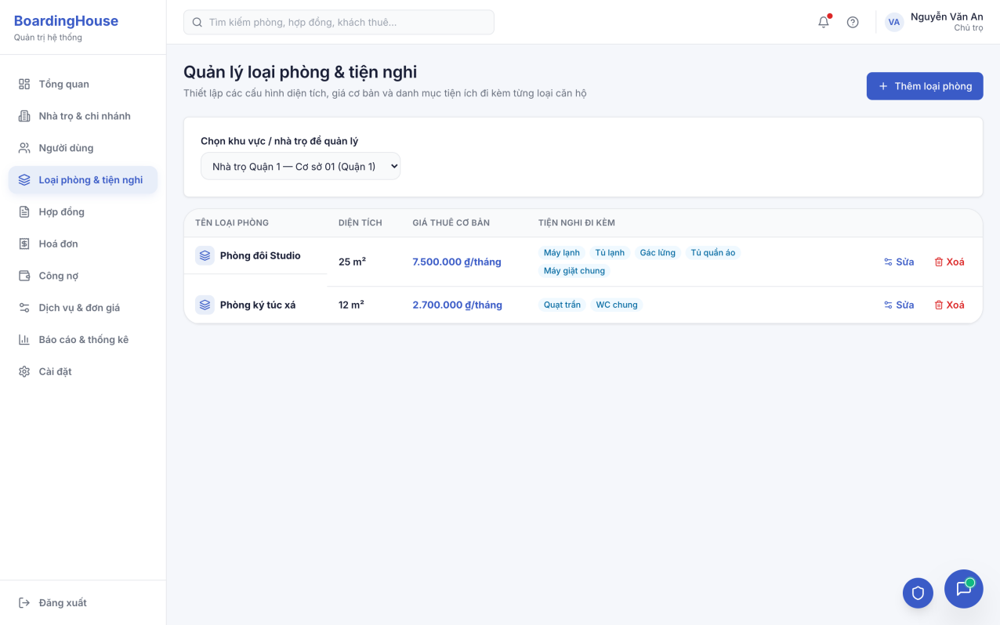 BoardingHouse
Quản trị hệ thống
Tổng quan
Nhà trọ & chi nhánh
Người dùng
Loại phòng & tiện nghi
Hợp đồng
Hoá đơn
Công nợ
Dịch vụ & đơn giá
Báo cáo & thống kê
Cài đặt
Đăng xuất
Tìm kiếm phòng, hợp đồng, khách thuê...
VA
Nguyễn Văn An
Chủ trọ
Quản lý loại phòng & tiện nghi
Thiết lập các cấu hình diện tích, giá cơ bản và danh mục tiện ích đi kèm từng loại căn hộ
Thêm loại phòng
Chọn khu vực / nhà trọ để quản lý
Nhà trọ Quận 1 — Cơ sở 01 (Quận 1)
TÊN LOẠI PHÒNG DIỆN TÍCH GIÁ THUÊ CƠ BẢN TIỆN NGHI ĐI KÈM
Phòng đôi Studio 25 m² 7.500.000 ₫/tháng Máy lạnh Tủ lạnh Gác lửng Tủ quần áo
Máy giặt chung Sửa Xoá
Phòng ký túc xá 12 m² 2.700.000 ₫/tháng Quạt trần WC chung Sửa Xoá